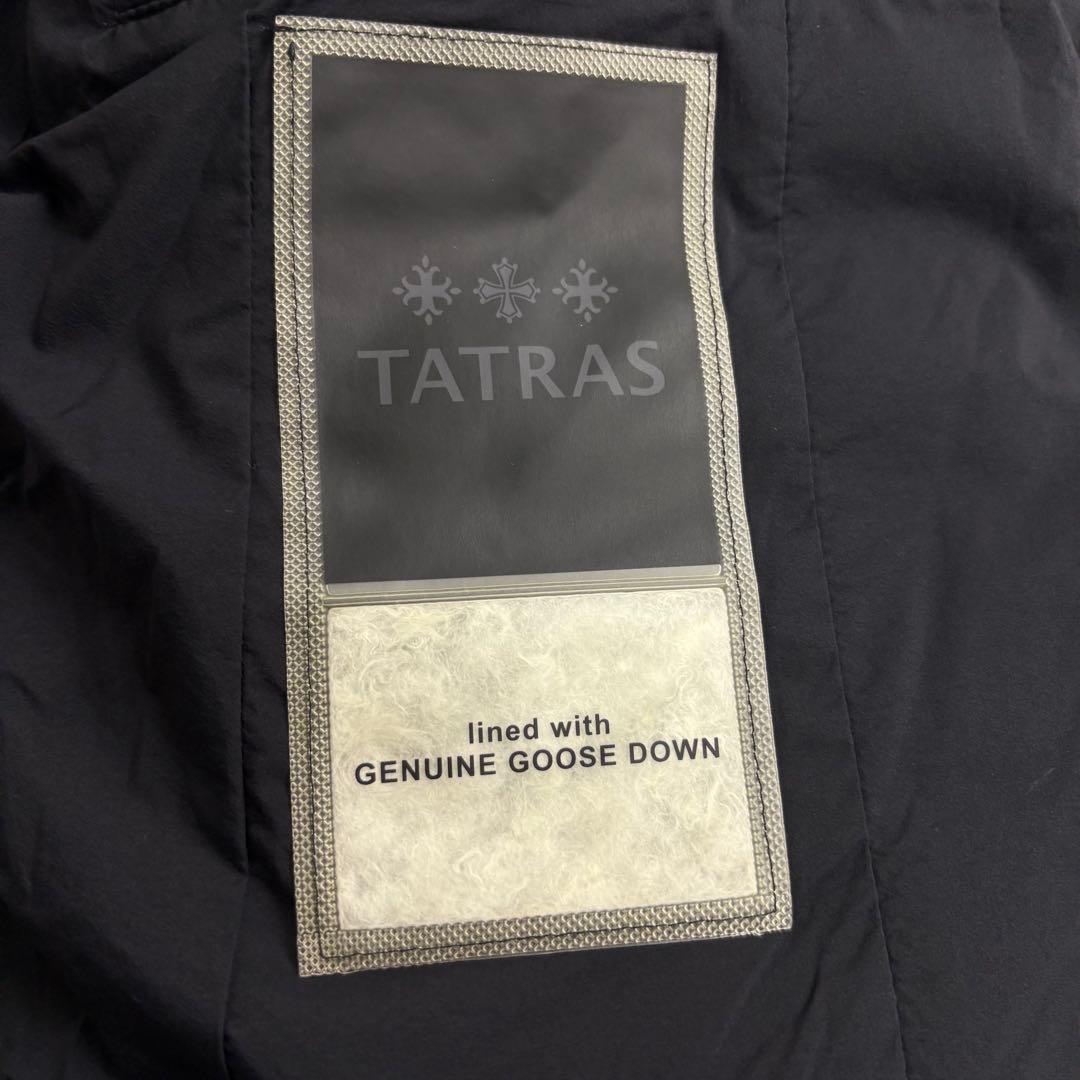 TATRAS
lined with
GENUINE GOOSE DOWN